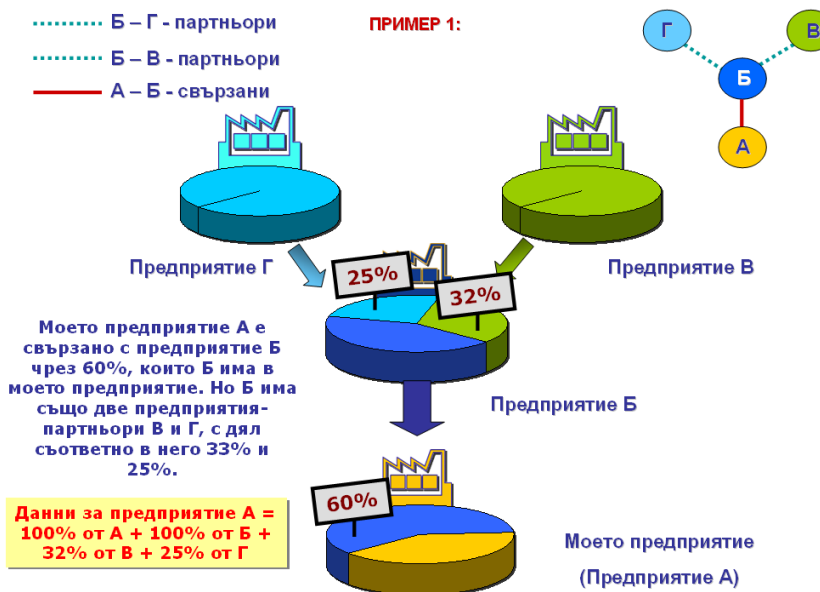 Б – Г - партньори
Б – В - партньори
А – Б - свързани
ПРИМЕР 1:
Г
В
Б
А
Предприятие Г
Предприятие В
25%
32%
Моето предприятие А е
свързано с предприятие Б
чрез 60%, които Б има в
моето предприятие. Но Б има
също две предприятия-
партньори В и Г, с дял
съответно в него 33% и
25%.
Предприятие Б
Данни за предприятие А =
100% от А + 100% от Б +
32% от В + 25% от Г
60%
Моето предприятие
(Предприятие А)